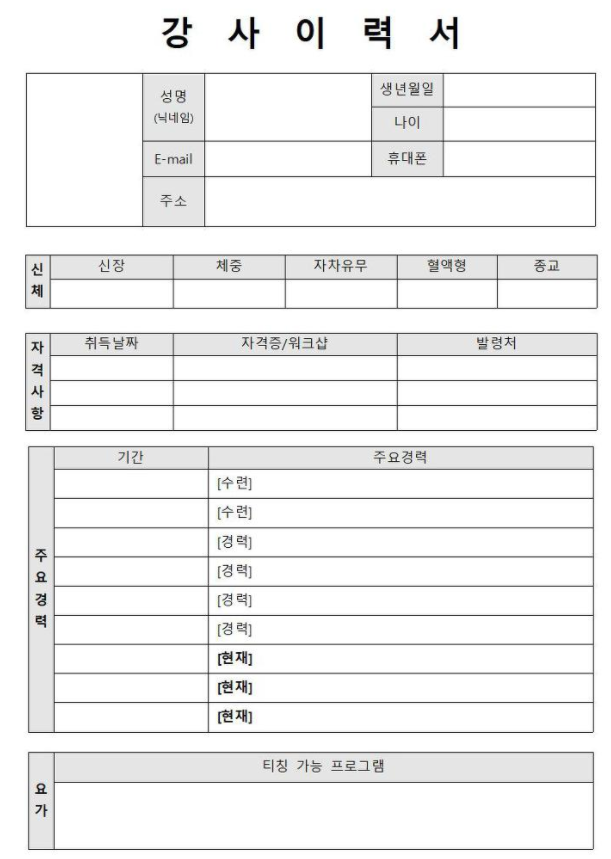 강 사 이 력 서
성명 생년월일
(닉네임)
나이
E-mail 휴대폰
주소
신체 신장 체중 자차유무 혈액형 종교
자격사항 취득날짜 자격증/워크샵 발령처
주요경력 기간 주요경력
[수련]
[수련]
[경력]
[경력]
[경력]
[경력]
[현재]
[현재]
[현재]
요가 티칭 가능 프로그램